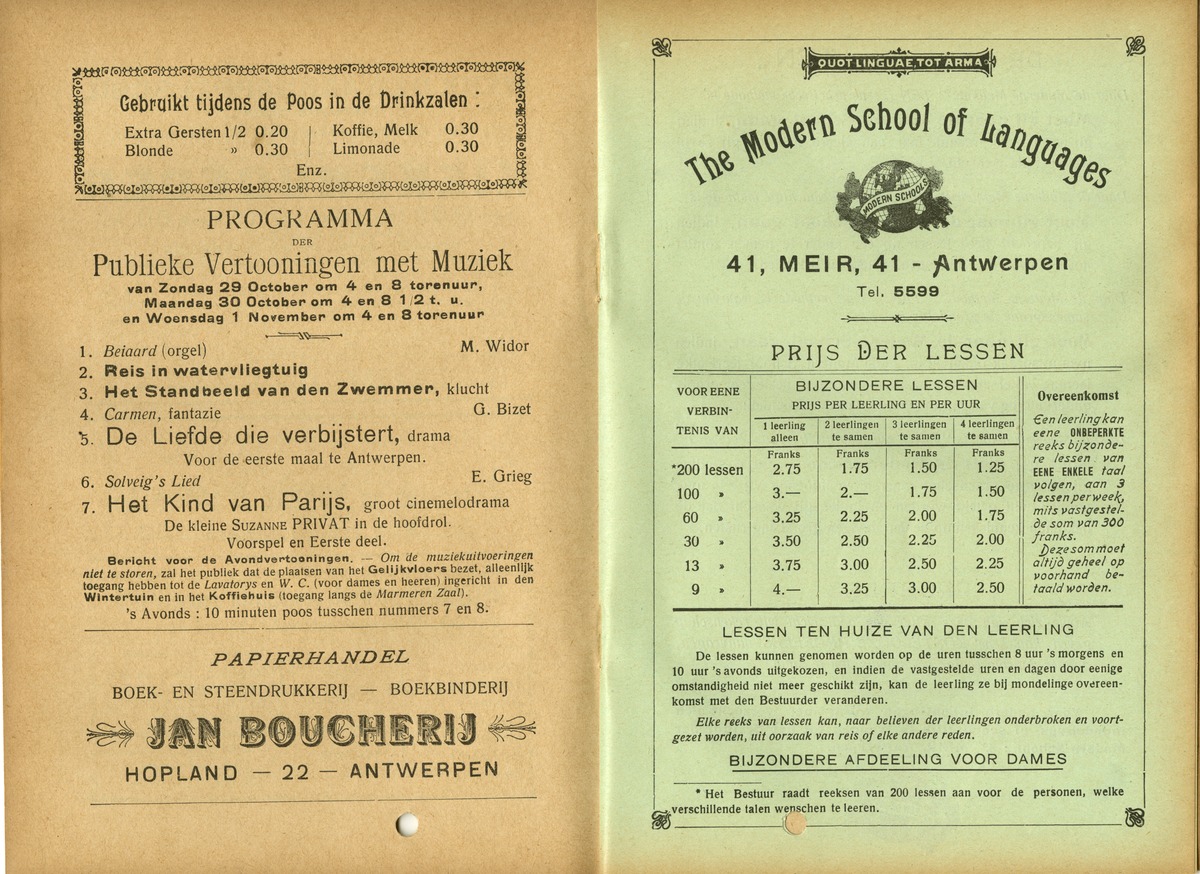 Gebruikt tijdens de Poos in de Drinkzalen :
Extra Gersten 1/2 0.20 | Koffie, Melk 0.30
Blonde » 0.30 | Limonade 0.30
Enz.
PROGRAMMA
DER
Publieke Vertooningen met Muziek
van Zondag 29 October om 4 en 8 torenuur,
Maandag 30 October om 4 en 8 1/2 t. u.
en Woensdag 1 November om 4 en 8 torenuur
1. Beiaard (orgel) M. Widor
2. Reis in watervliegtuig
3. Het Standbeeld van den Zwemmer, klucht
4. Carmen, fantazie G. Bizet
5. De Liefde die verbijstert, drama
Voor de eerste maal te Antwerpen.
6. Solveig's Lied E. Grieg
7. Het Kind van Parijs, groot cinemelodrama
De kleine SUZANNE PRIVAT in de hoofdrol.
Voorspel en Eerste deel.
Bericht voor de Avondvertooningen. — Om de muziekuitvoeringen
niet te storen, zal het publiek dat de plaatsen van het Gelijkvloers bezet, alleenlijk
toegang hebben tot de Lavatorys en W. C. (voor dames en heeren) ingericht in den
Wintertuin en in het Koffiehuis (toegang langs de Marmeren Zaal).
's Avonds : 10 minuten poos tusschen nummers 7 en 8.
PAPIERHANDEL
BOEK- EN STEENDRUKKERIJ — BOEKBINDERIJ
JAN BOUCHERIJ
HOPLAND — 22 — ANTWERPEN
QUOT LINGUAE, TOT ARMA
The Modern School of Languages
MODERN SCHOOLS
41, MEIR, 41 - Antwerpen
Tel. 5599
PRIJS DER LESSEN
VOOR EENE
VERBIN-
TENIS VAN
BIJZONDERE LESSEN
PRIJS PER LEERLING EN PER UUR
1 leerling alleen | 2 leerlingen te samen | 3 leerlingen te samen | 4 leerlingen te samen
Franks Franks Franks Franks
*200 lessen 2.75 1.75 1.50 1.25
100 » 3.— 2.— 1.75 1.50
60 » 3.25 2.25 2.00 1.75
30 » 3.50 2.50 2.25 2.00
13 » 3.75 3.00 2.50 2.25
9 » 4.— 3.25 3.00 2.50
Overeenkomst
Een leerling kan
eene ONBEPERKTE
reeks bijzonde-
re lessen van
EENE ENKELE taal
volgen, aan 3
lessen per week,
mits vastgestel-
de som van 300
franks.
Deze som moet
altijd geheel op
voorhand be-
taald worden.
LESSEN TEN HUIZE VAN DEN LEERLING
De lessen kunnen genomen worden op de uren tusschen 8 uur 's morgens en
10 uur 's avonds uitgekozen, en indien de vastgestelde uren en dagen door eenige
omstandigheid niet meer geschikt zijn, kan de leerling ze bij mondelinge overeen-
komst met den Bestuurder veranderen.
Elke reeks van lessen kan, naar believen der leerlingen onderbroken en voort-
gezet worden, uit oorzaak van reis of elke andere reden.
BIJZONDERE AFDEELING VOOR DAMES
* Het Bestuur raadt reeksen van 200 lessen aan voor de personen, welke
verschillende talen wenschen te leeren.